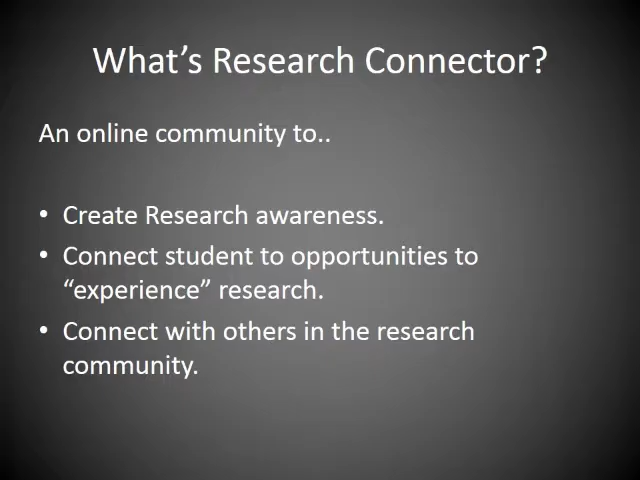 What’s Research Connector?
An online community to..
• Create Research awareness.
• Connect student to opportunities to
“experience” research.
• Connect with others in the research
community.